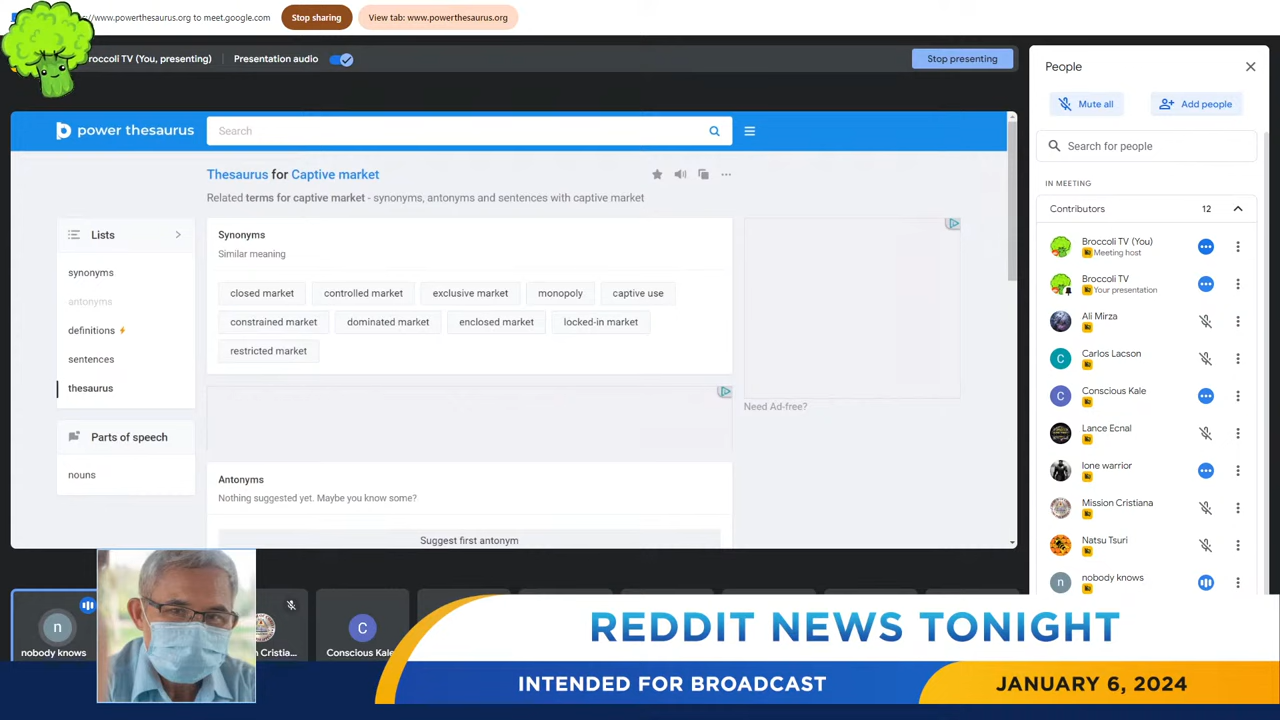 //www.powerthesaurus.org to meet.google.com
Stop sharing
View tab: www.powerthesaurus.org
roccoli TV (You, presenting)
Presentation audio
Stop presenting
power thesaurus
Search
Thesaurus for Captive market
Related terms for captive market - synonyms, antonyms and sentences with captive market
Lists
synonyms
antonyms
definitions
sentences
thesaurus
Parts of speech
nouns
Synonyms
Similar meaning
closed market
controlled market
exclusive market
monopoly
captive use
constrained market
dominated market
enclosed market
locked-in market
restricted market
Need Ad-free?
Antonyms
Nothing suggested yet. Maybe you know some?
Suggest first antonym
People
Mute all
Add people
Search for people
IN MEETING
Contributors
12
Broccoli TV (You)
Meeting host
Broccoli TV
Your presentation
Ali Mirza
C
Carlos Lacson
C
Conscious Kale
Lance Ecnal
lone warrior
Mission Cristiana
Natsu Tsuri
n
nobody knows
n
nobody knows
n Cristia...
C
Conscious Kale
REDDIT NEWS TONIGHT
INTENDED FOR BROADCAST
JANUARY 6, 2024